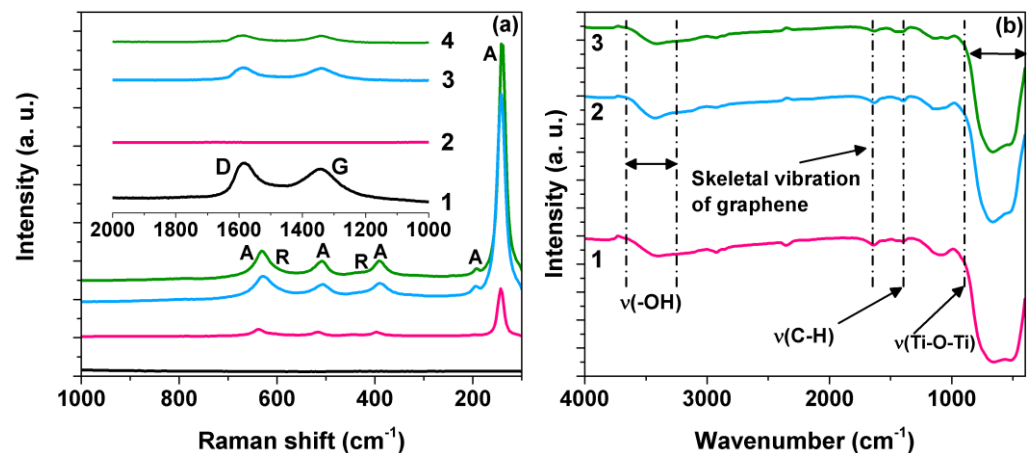 (a)
4
3
2
1
D
G
2000 1800 1600 1400 1200 1000
A
A
R
A
R
A
A
1000 800 600 400 200
Raman shift (cm⁻¹)
Intensity (a. u.)
(b)
3
2
1
Skeletal vibration
of graphene
ν(-OH)
ν(C-H)
ν(Ti-O-Ti)
4000 3000 2000 1000
Wavenumber (cm⁻¹)
Intensity (a. u.)